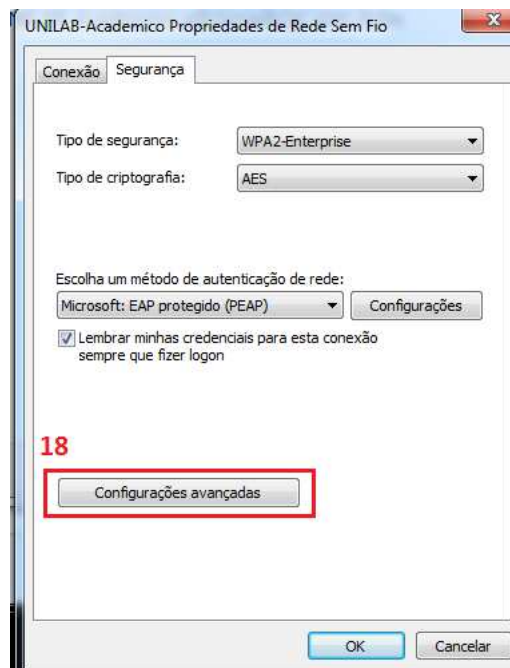 UNILAB-Academico Propriedades de Rede Sem Fio
Conexão Segurança
Tipo de segurança: WPA2-Enterprise
Tipo de criptografia: AES
Escolha um método de autenticação de rede:
Microsoft: EAP protegido (PEAP) Configurações
Lembrar minhas credenciais para esta conexão
sempre que fizer logon
18
Configurações avançadas
OK Cancelar